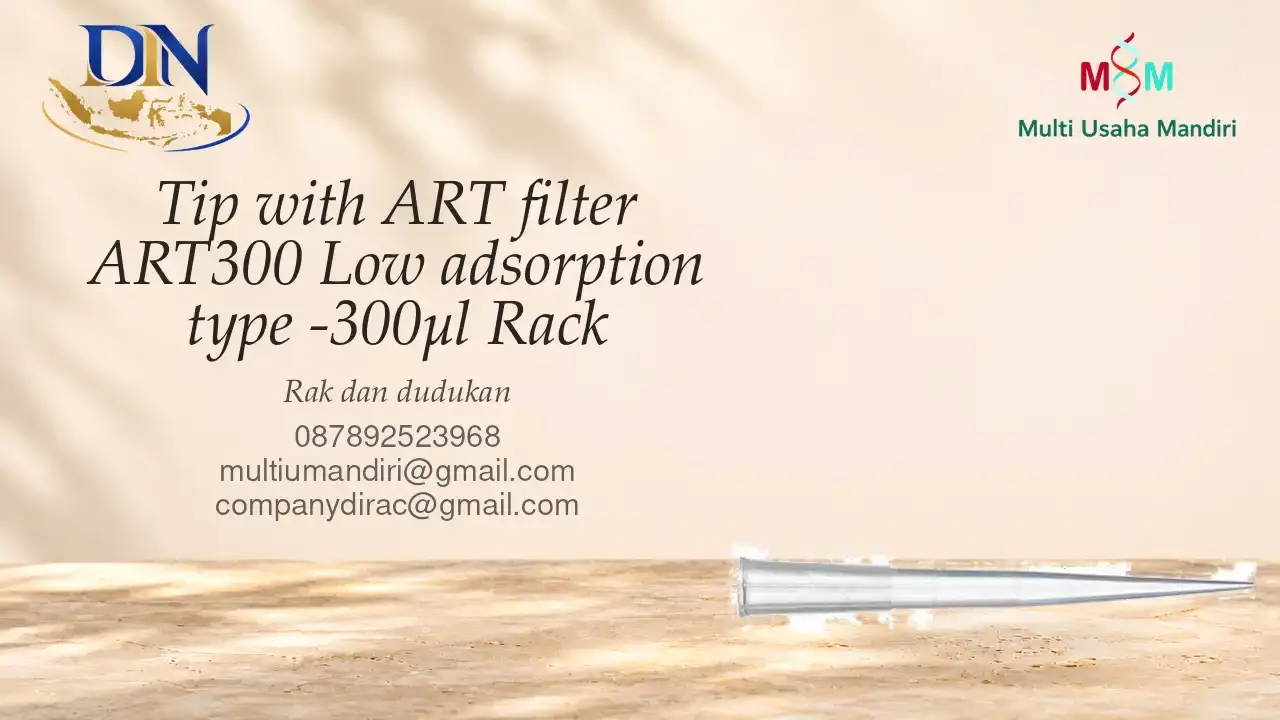 DN
M M
Multi Usaha Mandiri
Tip with ART filter
ART300 Low adsorption
type -300µl Rack
Rak dan dudukan
087892523968
multiumandiri@gmail.com
companydirac@gmail.com